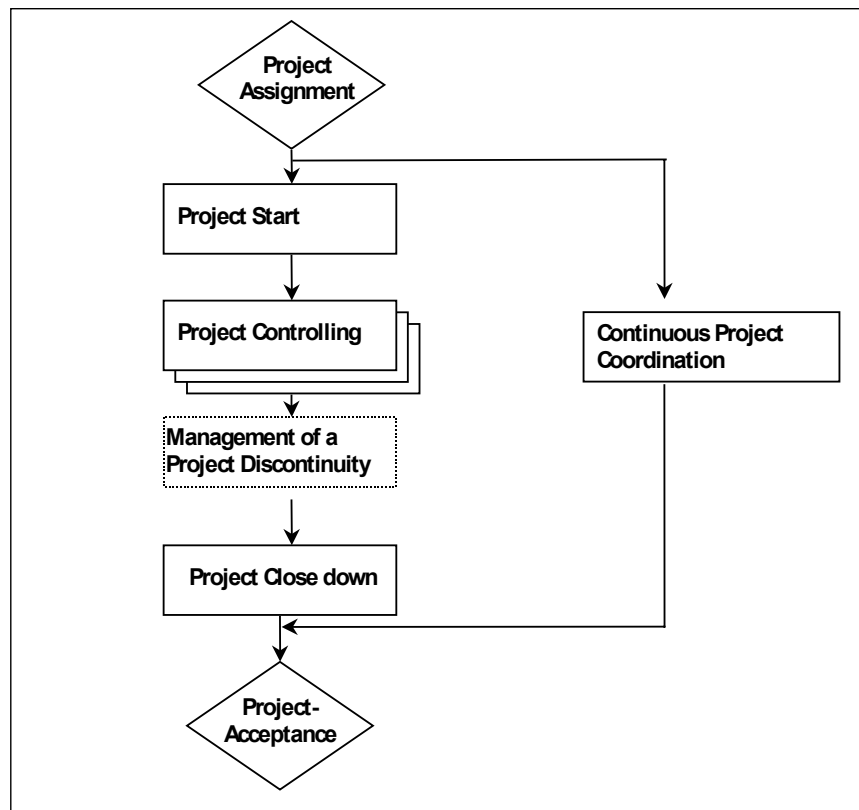 Project
Assignment
Project Start
Project Controlling
Continuous Project
Coordination
Management of a
Project Discontinuity
Project Close down
Project-
Acceptance